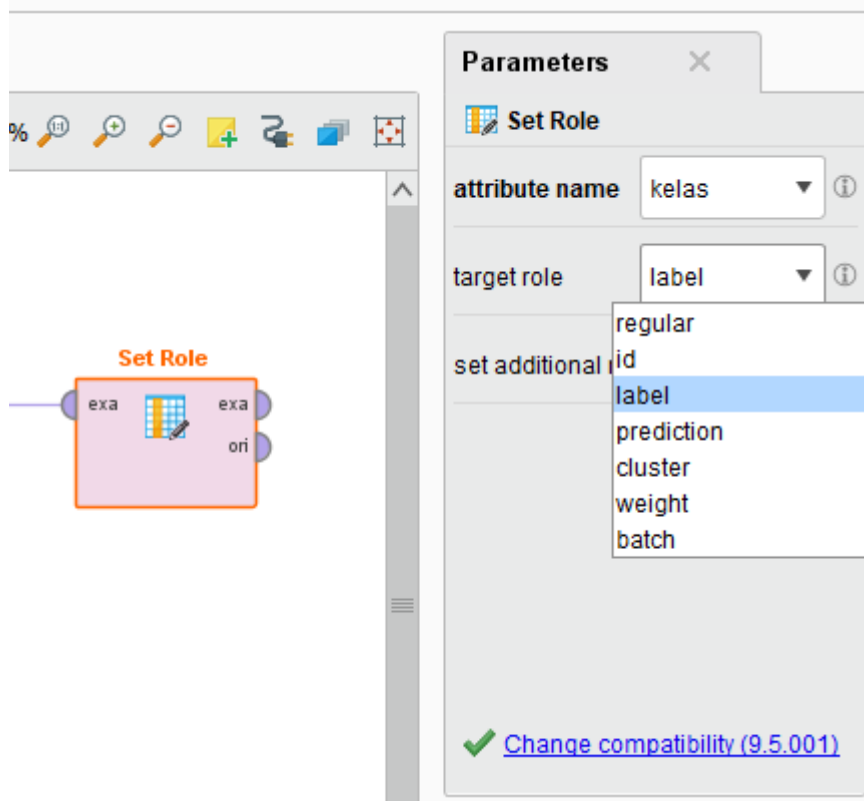 Parameters
%
Set Role
attribute name kelas
target role label
regular
set additional
id
label
prediction
cluster
weight
batch
Set Role
exa exa
ori
Change compatibility (9.5.001)